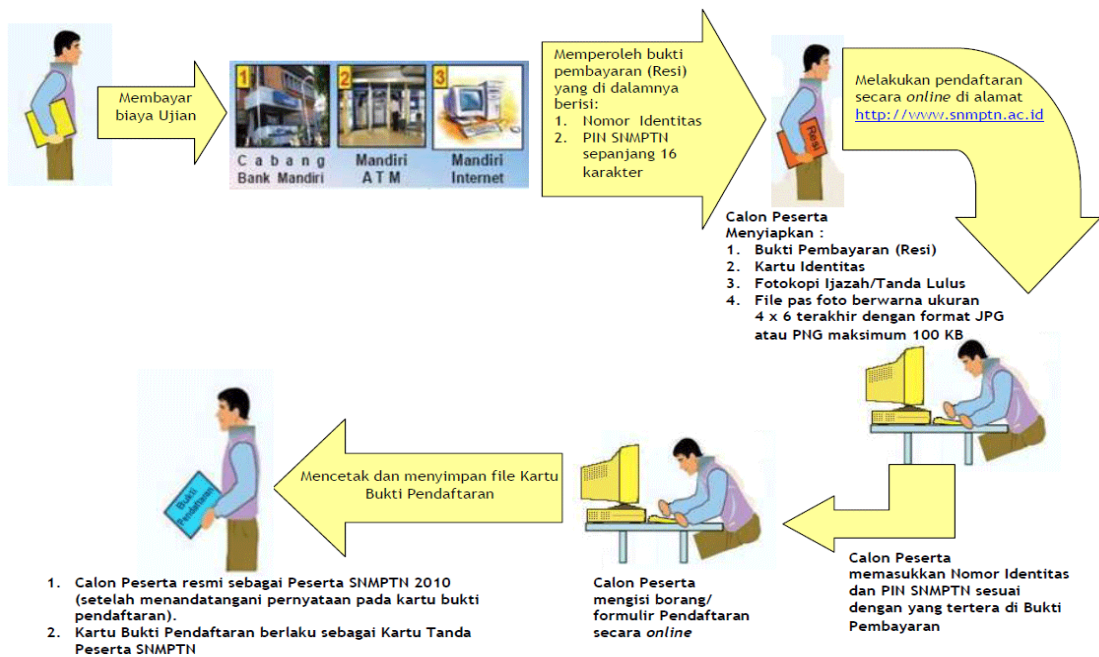 Membayar
biaya Ujian
1
2
3
C a b a n g
Bank Mandiri
Mandiri
A T M
Mandiri
Internet
Memperoleh bukti
pembayaran (Resi)
yang di dalamnya
berisi:
1. Nomor Identitas
2. PIN SNMPTN
sepanjang 16
karakter
Resi
Melakukan pendaftaran
secara online di alamat
http://www.snmptn.ac.id
Calon Peserta
Menyiapkan :
1. Bukti Pembayaran (Resi)
2. Kartu Identitas
3. Fotokopi Ijazah/Tanda Lulus
4. File pas foto berwarna ukuran
4 x 6 terakhir dengan format JPG
atau PNG maksimum 100 KB
Calon Peserta
memasukkan Nomor Identitas
dan PIN SNMPTN sesuai
dengan yang tertera di Bukti
Pembayaran
Calon Peserta
mengisi borang/
formulir Pendaftaran
secara online
Mencetak dan menyimpan file Kartu
Bukti Pendaftaran
Bukti
Pendaftaran
1. Calon Peserta resmi sebagai Peserta SNMPTN 2010
(setelah menandatangani pernyataan pada kartu bukti
pendaftaran).
2. Kartu Bukti Pendaftaran berlaku sebagai Kartu Tanda
Peserta SNMPTN